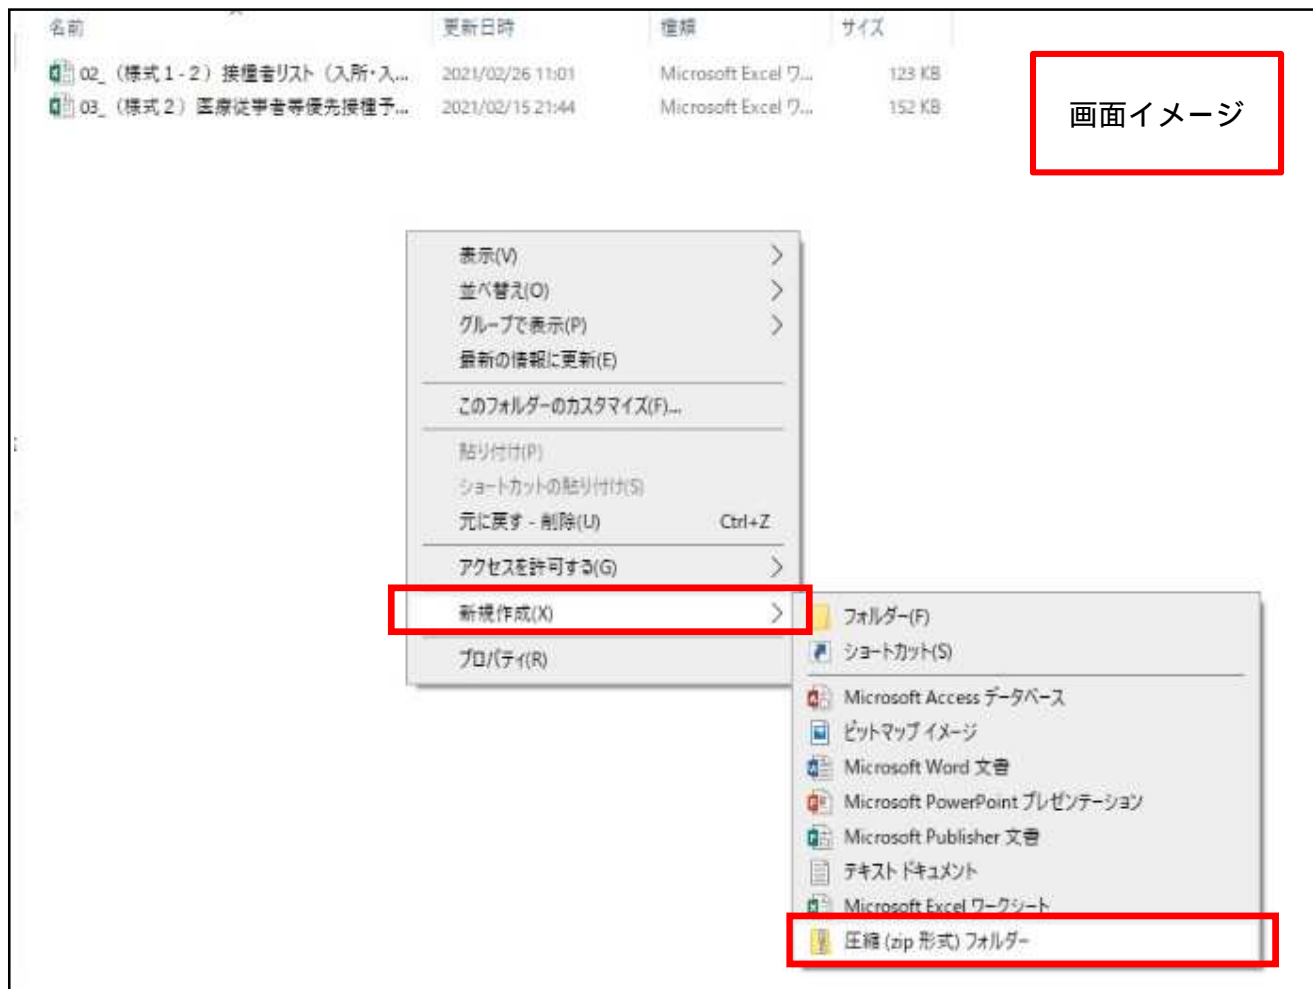 名前 更新日時 種類 サイズ
02_（様式１-２）接種者リスト（入所・入... 2021/02/26 11:01 Microsoft Excel ワ... 123 KB
03_（様式２）医療従事者等優先接種予... 2021/02/15 21:44 Microsoft Excel ワ... 152 KB
画面イメージ
表示(V)
並べ替え(O)
グループで表示(P)
最新の情報に更新(E)
このフォルダーのカスタマイズ(F)...
貼り付け(P)
ショートカットの貼り付け(S)
元に戻す - 削除(U) Ctrl+Z
アクセスを許可する(G)
新規作成(X)
プロパティ(R)
フォルダー(F)
ショートカット(S)
Microsoft Access データベース
ビットマップ イメージ
Microsoft Word 文書
Microsoft PowerPoint プレゼンテーション
Microsoft Publisher 文書
テキスト ドキュメント
Microsoft Excel ワークシート
圧縮 (zip 形式) フォルダー